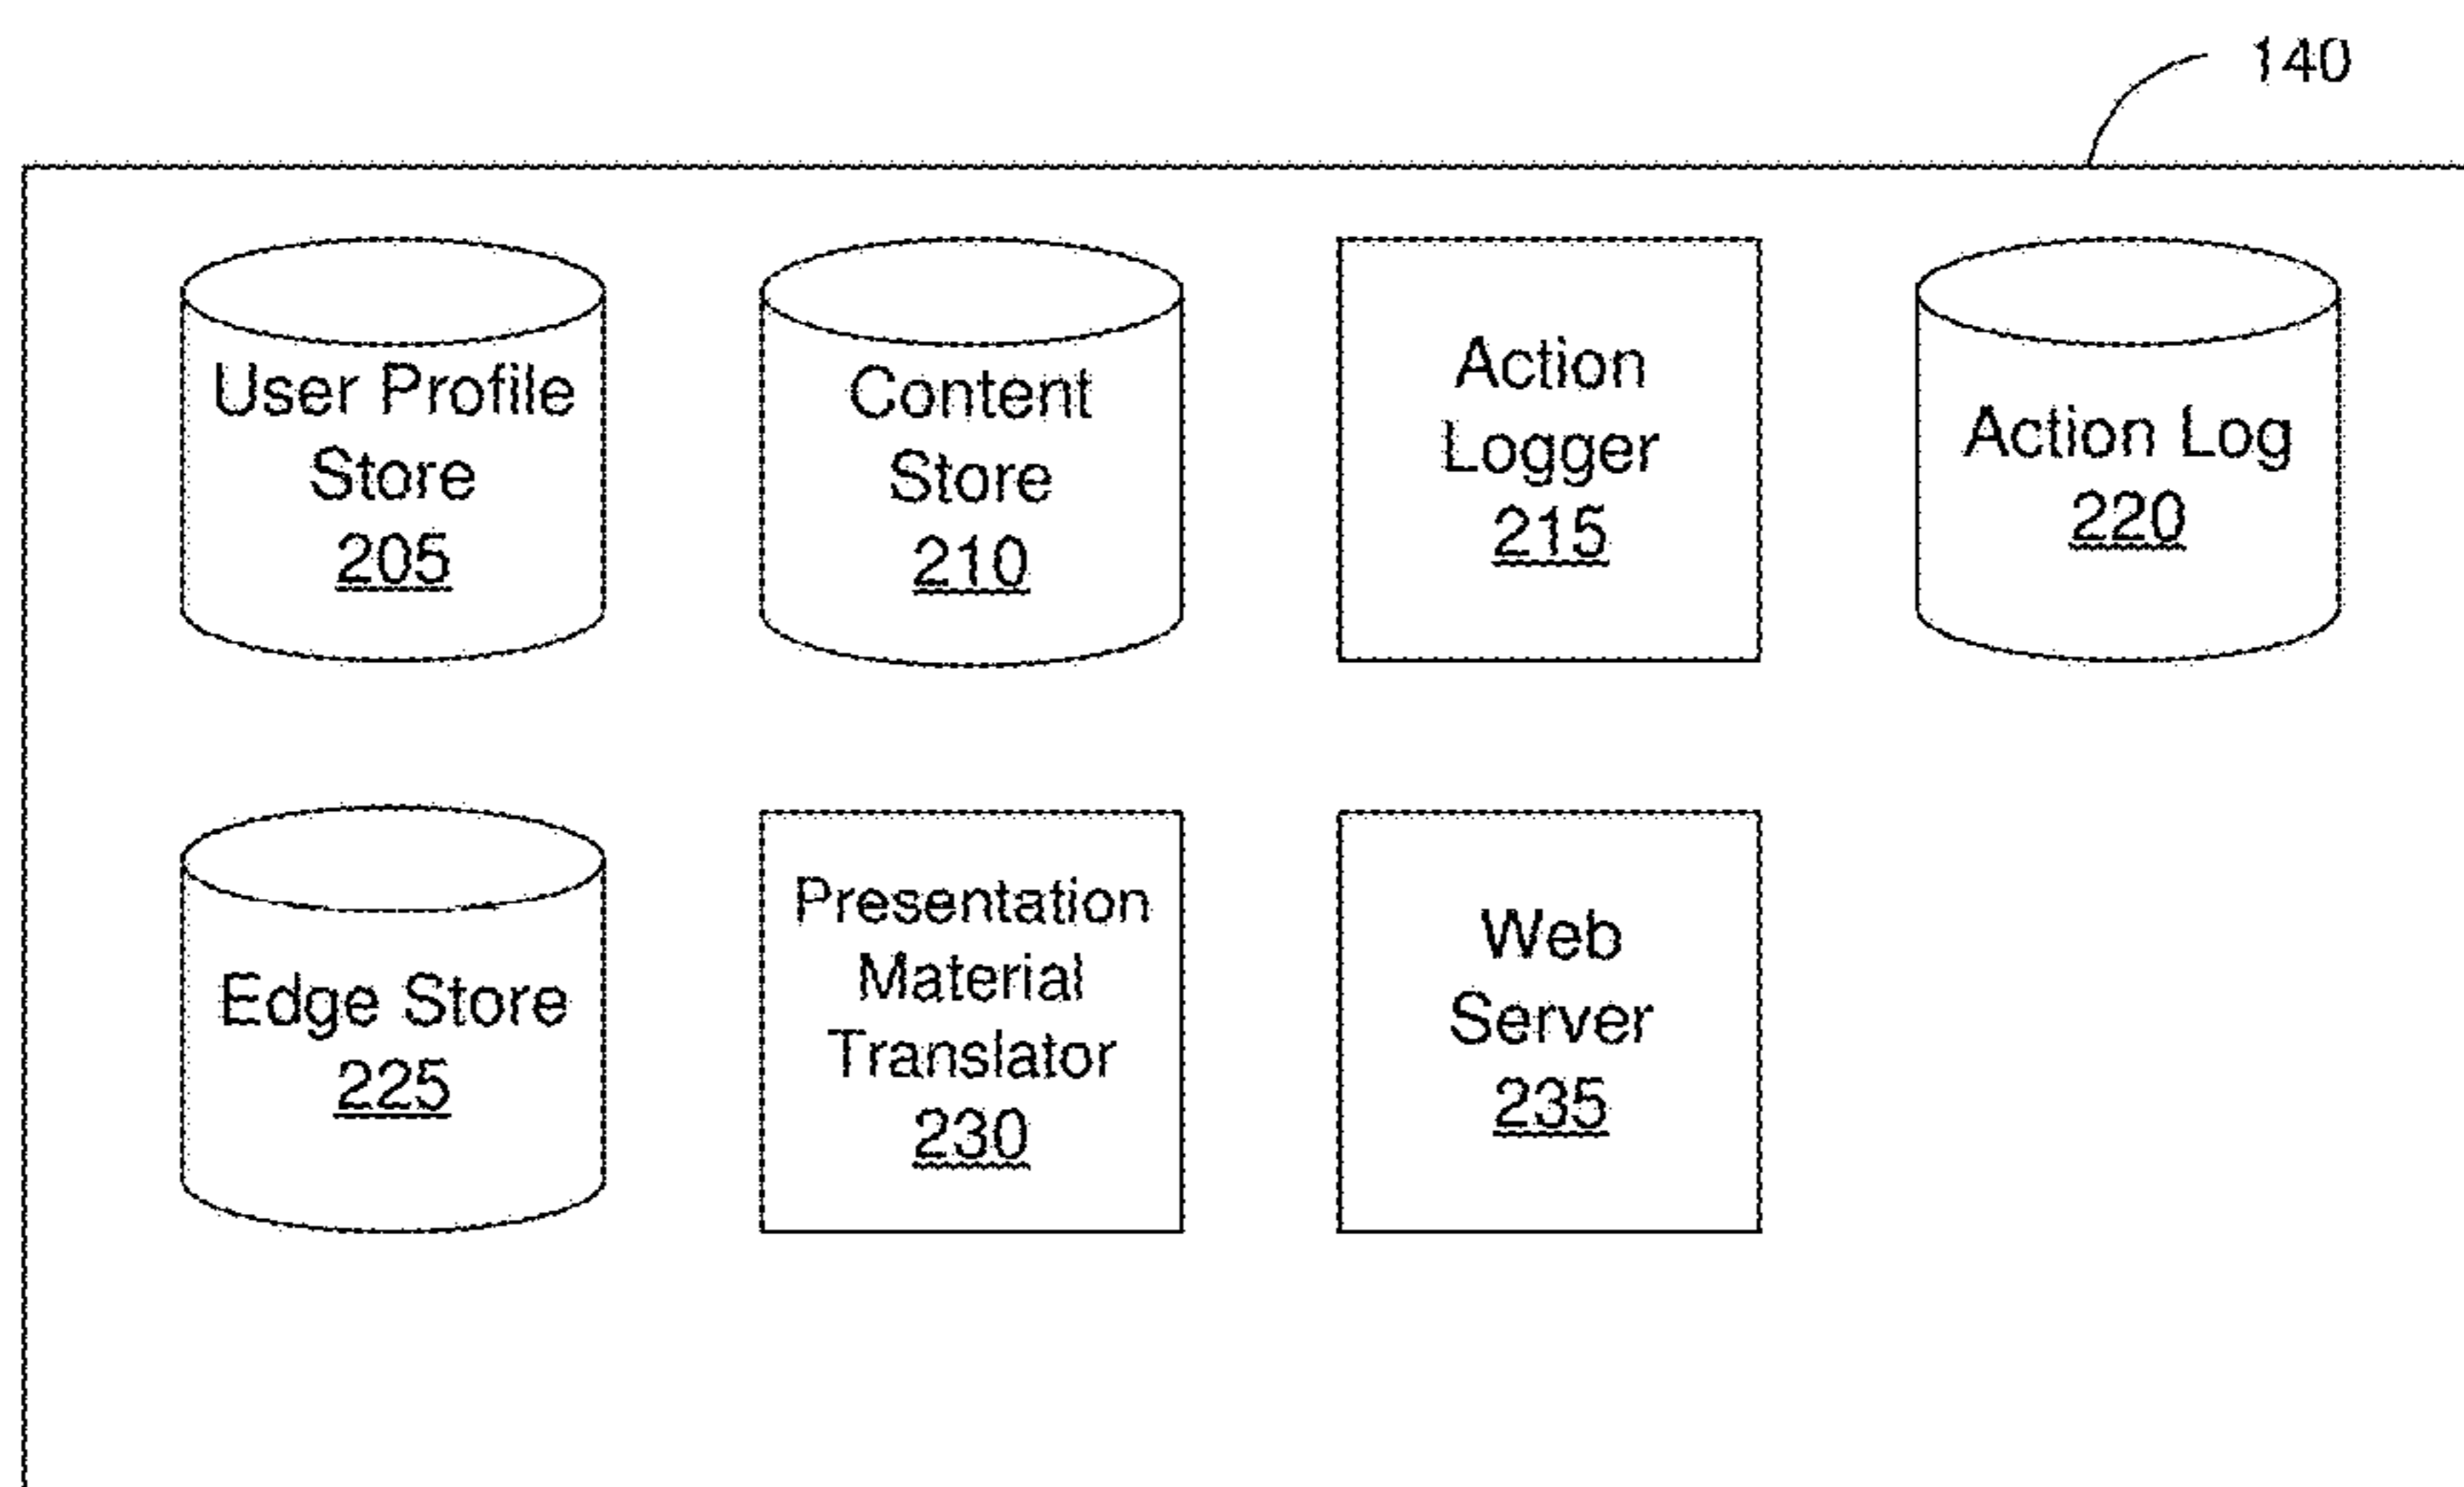 140
User Profile
Store
205
Content
Store
210
Action
Logger
215
Action Log
220
Edge Store
225
Presentation
Material
Translator
230
Web
Server
235